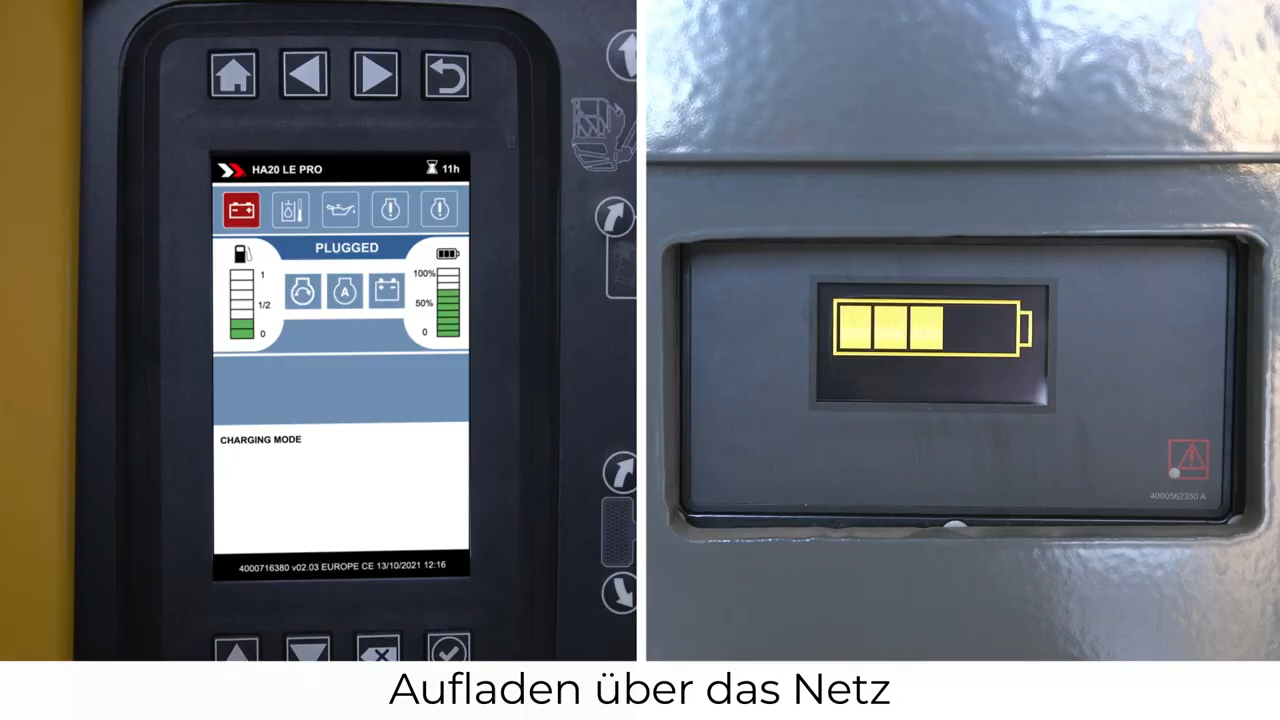 HA20 LE PRO
11h
PLUGGED
1
1/2
0
100%
50%
0
A
CHARGING MODE
4000716380 v02.03 EUROPE CE 13/10/2021 12:16
4000562350 A
Aufladen über das Netz